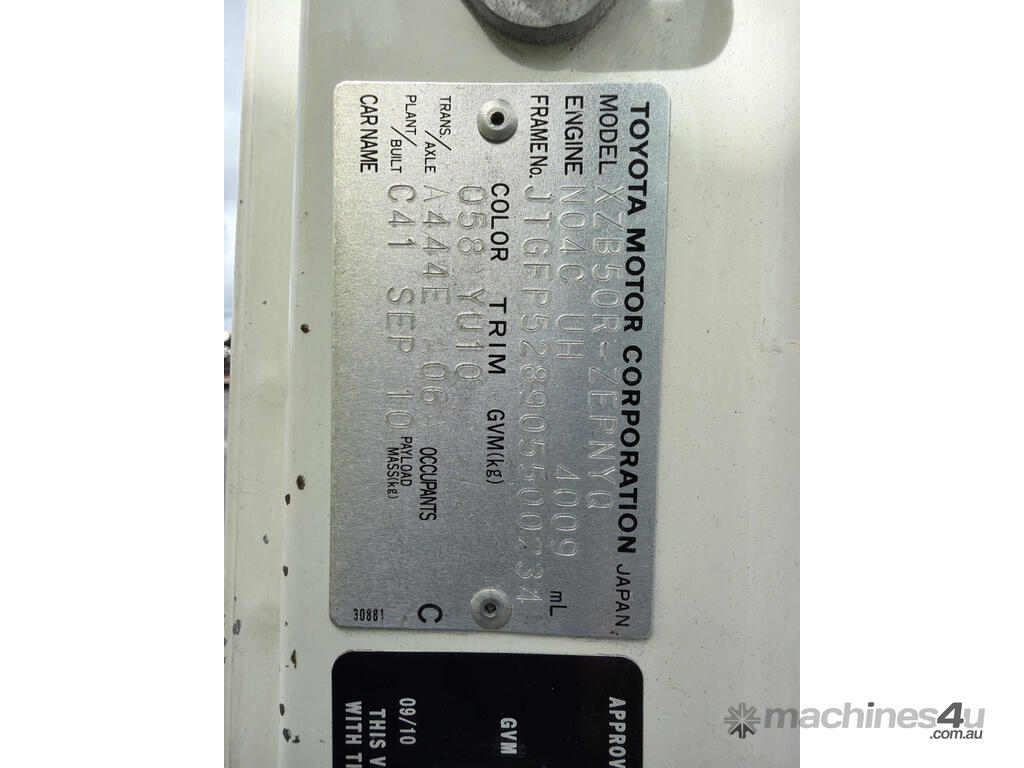 TOYOTA MOTOR CORPORATION JAPAN
MODEL XZB50R-ZEPNYQ
ENGINE N04C UH 4009 mL
FRAME No. JTGFP528905500234
COLOR TRIM GVM(kg)
058 YU10
TRANS./AXLE A444E A06A OCCUPANTS
PLANT/BUILT C41 SEP 10 PAYLOAD MASS(kg)
CAR NAME
C
30881
APPROV
GVM
09/10
THIS V
WITH TH
machines4u
.com.au